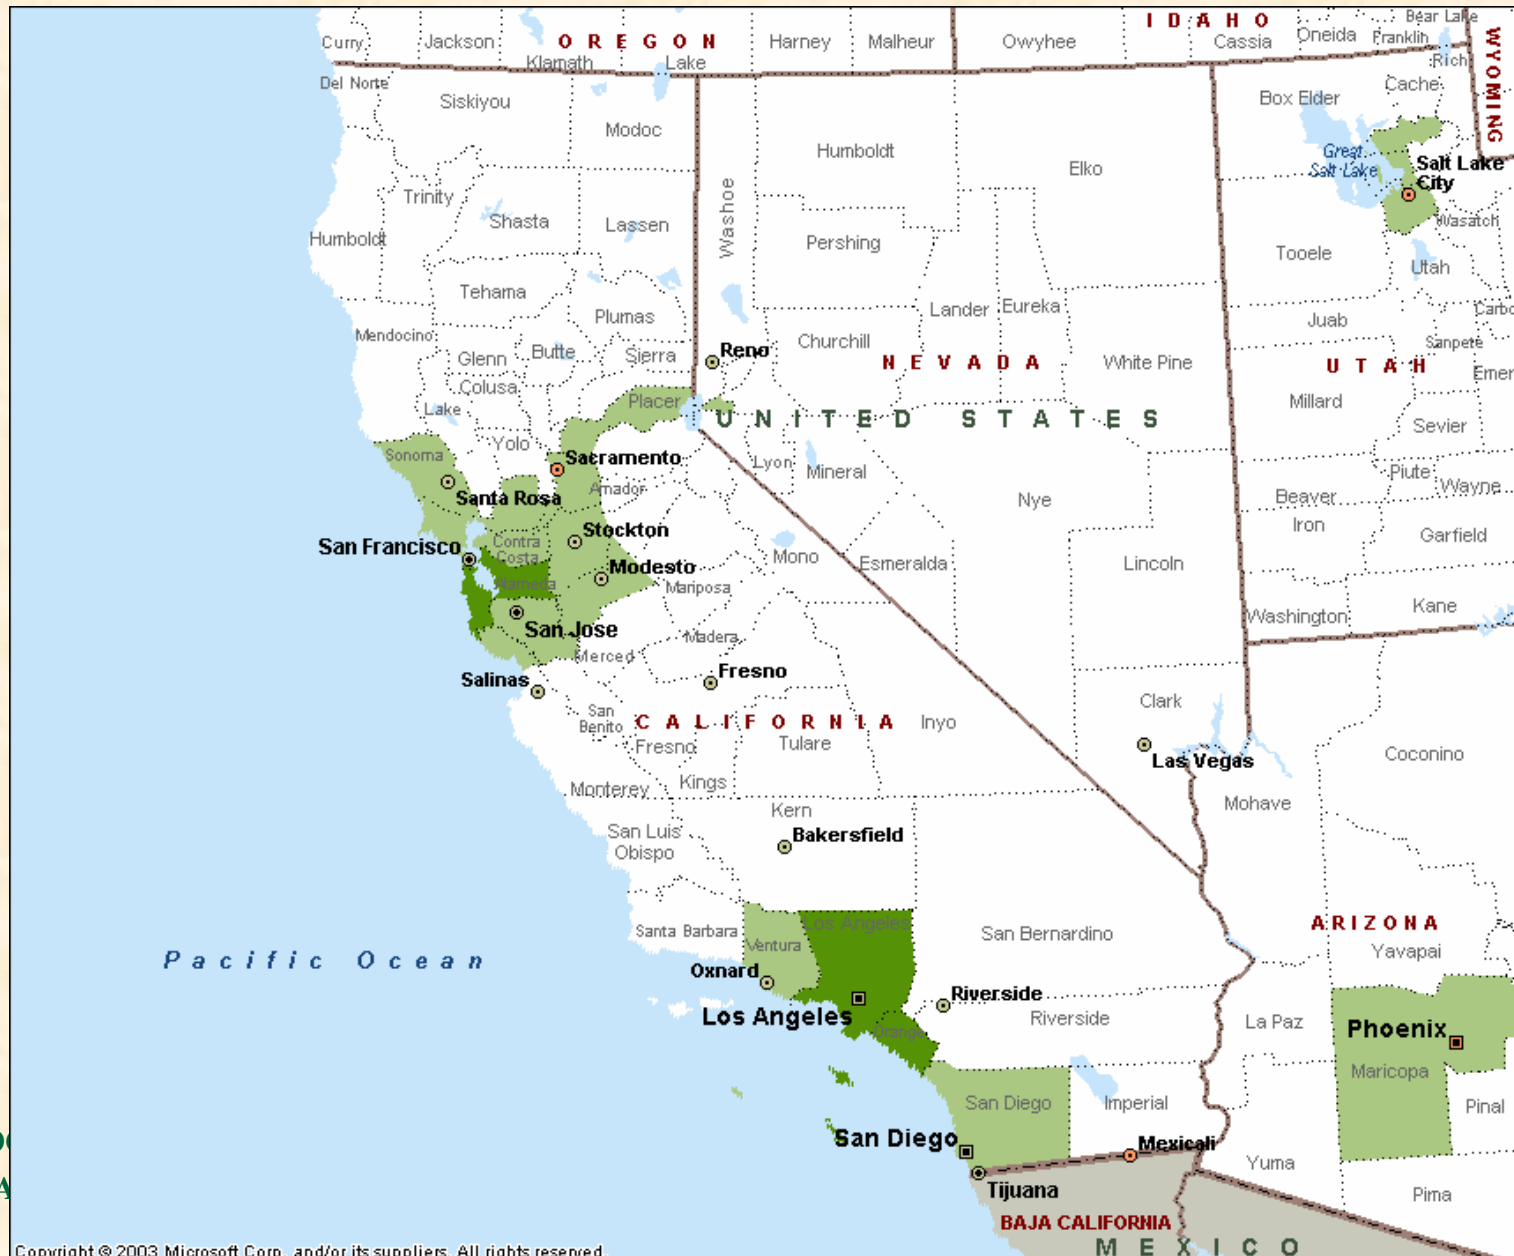 IDAHO
Bear Lake
Curry
Jackson
OREGON
Harney
Malheur
Owyhee
Cassia
Oneida
Franklin
WYOMING
Klamath
Lake
Rich
Del Norte
Siskiyou
Modoc
Box Elder
Cache
Humboldt
Elko
Great
Salt Lake
Salt Lake
City
Trinity
Shasta
Lassen
Washoe
Wasatch
Humboldt
Pershing
Tooele
Utah
Tehama
Plumas
Lander
Eureka
Juab
Carbo
Mendocino
Glenn
Butte
Sierra
Reno
Churchill
NEVADA
White Pine
UTAH
Sanpete
Emer
Colusa
Lake
Placer
UNITED STATES
Millard
Sevier
Sonoma
Yolo
Sacramento
Lyon
Mineral
Piute
Wayne
Santa Rosa
Amador
Nye
Beaver
Iron
Garfield
San Francisco
Contra
Costa
Stockton
Mono
Esmeralda
Lincoln
Alameda
Modesto
Mariposa
Washington
Kane
San Jose
Madera
Merced
Salinas
Fresno
San
Benito
CALIFORNIA
Inyo
Clark
Fresno
Tulare
Las Vegas
Coconino
Monterey
Kings
Mohave
Kern
San Luis
Obispo
Bakersfield
Santa Barbara
Ventura
Los Angeles
San Bernardino
ARIZONA
Yavapai
Pacific Ocean
Oxnard
Los Angeles
Riverside
Riverside
Orange
La Paz
Phoenix
Maricopa
San Diego
Imperial
Pinal
San Diego
Mexicali
Yuma
Tijuana
Pima
BAJA CALIFORNIA
MEXICO
Copyright © 2003 Microsoft Corp. and/or its suppliers. All rights reserved.